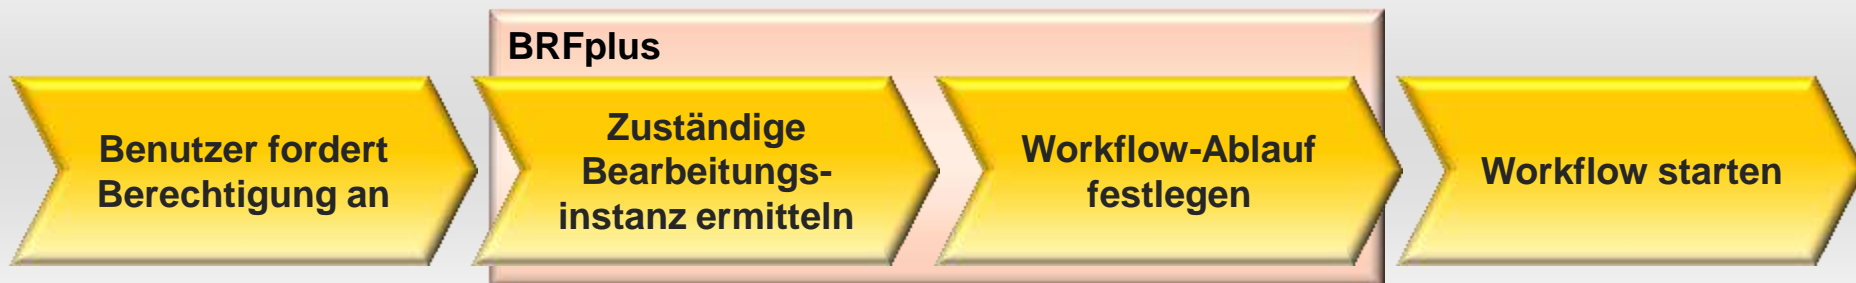 BRFplus
Benutzer fordert
Berechtigung an
Zuständige
Bearbeitungs-
instanz ermitteln
Workflow-Ablauf
festlegen
Workflow starten